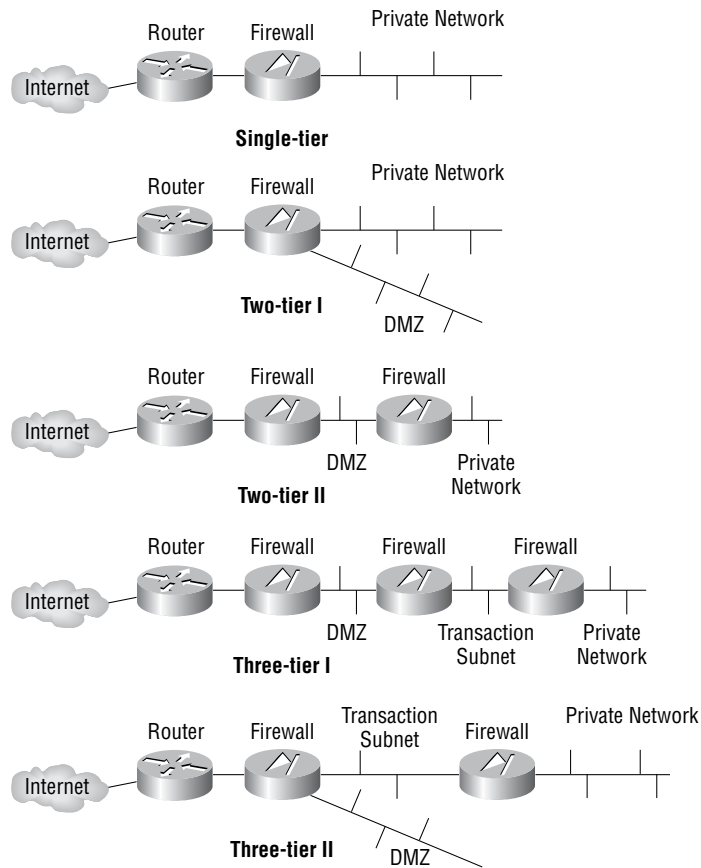 Private Network
Router Firewall
Internet
Single-tier
Private Network
Router Firewall
Internet
Two-tier I
DMZ
Router Firewall Firewall
Internet
DMZ Private
Network
Two-tier II
Router Firewall Firewall Firewall
Internet
DMZ Transaction Private
Subnet Network
Three-tier I
Transaction Private Network
Router Firewall Subnet Firewall
Internet
Three-tier II
DMZ